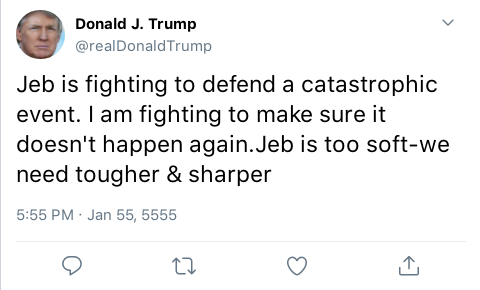 Donald J. Trump
@realDonaldTrump
Jeb is fighting to defend a catastrophic
event. I am fighting to make sure it
doesn't happen again.Jeb is too soft-we
need tougher & sharper
5:55 PM · Jan 55, 5555